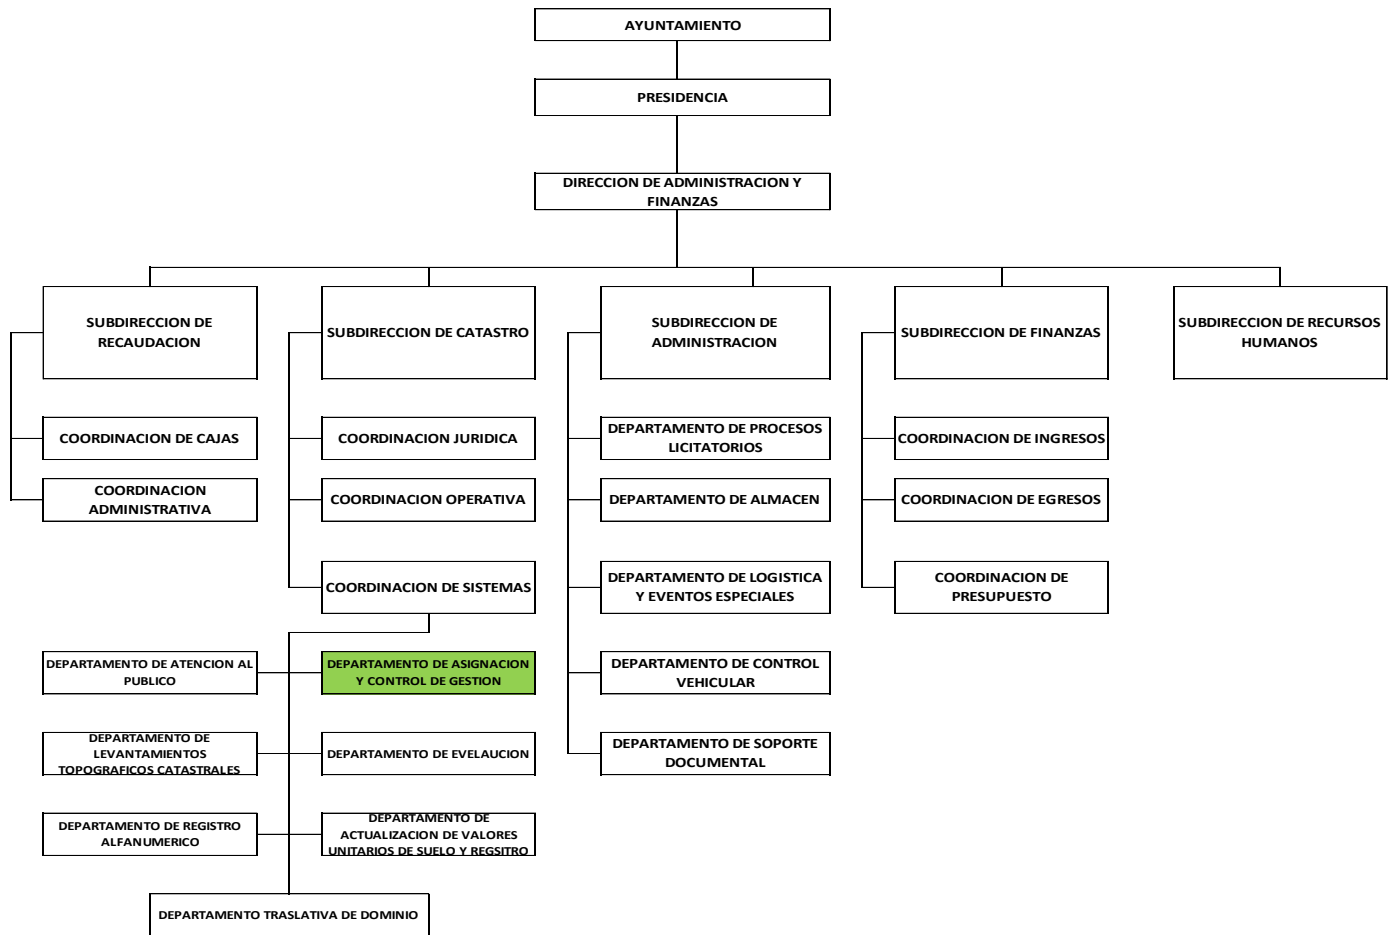 AYUNTAMIENTO
PRESIDENCIA
DIRECCION DE ADMINISTRACION Y
FINANZAS
SUBDIRECCION DE
RECAUDACION
SUBDIRECCION DE CATASTRO
SUBDIRECCION DE
ADMINISTRACION
SUBDIRECCION DE FINANZAS
SUBDIRECCION DE RECURSOS
HUMANOS
COORDINACION DE CAJAS
COORDINACION JURIDICA
DEPARTAMENTO DE PROCESOS
LICITATORIOS
COORDINACION DE INGRESOS
COORDINACION
ADMINISTRATIVA
COORDINACION OPERATIVA
DEPARTAMENTO DE ALMACEN
COORDINACION DE EGRESOS
COORDINACION DE SISTEMAS
DEPARTAMENTO DE LOGISTICA
Y EVENTOS ESPECIALES
COORDINACION DE
PRESUPUESTO
DEPARTAMENTO DE ATENCION AL
PUBLICO
DEPARTAMENTO DE ASIGNACION
Y CONTROL DE GESTION
DEPARTAMENTO DE CONTROL
VEHICULAR
DEPARTAMENTO DE
LEVANTAMIENTOS
TOPOGRAFICOS CATASTRALES
DEPARTAMENTO DE EVELAUCION
DEPARTAMENTO DE SOPORTE
DOCUMENTAL
DEPARTAMENTO DE REGISTRO
ALFANUMERICO
DEPARTAMENTO DE
ACTUALIZACION DE VALORES
UNITARIOS DE SUELO Y REGSITRO
DEPARTAMENTO TRASLATIVA DE DOMINIO